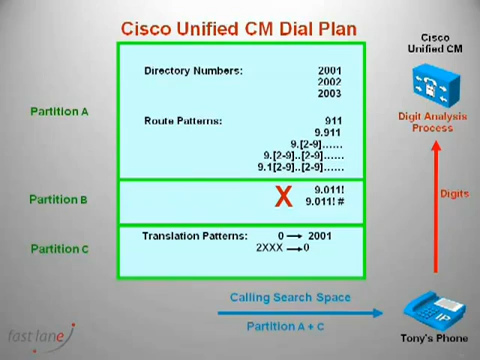 Cisco Unified CM Dial Plan
Cisco
Unified CM
Directory Numbers: 2001
2002
2003
Partition A
Digit Analysis
Process
Route Patterns: 911
9.911
9.[2-9]......
9.[2-9]..[2-9]......
9.1[2-9]..[2-9]......
Partition B
X
9.011!
9.011! #
Digits
Partition C
Translation Patterns: 0 → 2001
2XXX → 0
Calling Search Space
Partition A + C
IP
Tony's Phone
fast lane